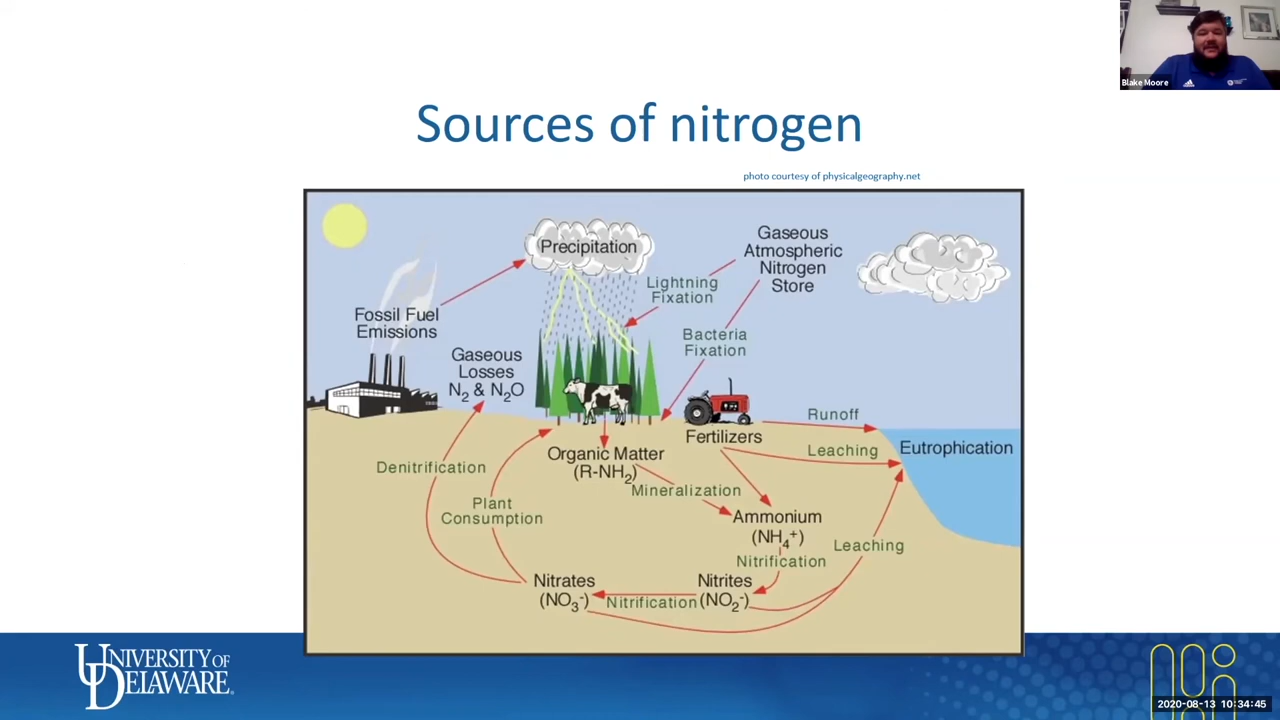 Blake Moore
Sources of nitrogen
photo courtesy of physicalgeography.net
Precipitation
Gaseous
Atmospheric
Nitrogen
Store
Lightning
Fixation
Fossil Fuel
Emissions
Bacteria
Fixation
Gaseous
Losses
N₂ & N₂O
Runoff
Fertilizers
Leaching
Eutrophication
Organic Matter
(R-NH₂)
Denitrification
Mineralization
Plant
Consumption
Ammonium
(NH₄⁺)
Leaching
Nitrification
Nitrates
(NO₃⁻)
Nitrification
Nitrites
(NO₂⁻)
UNIVERSITY OF
DELAWARE.
2020-08-13 10:34:45